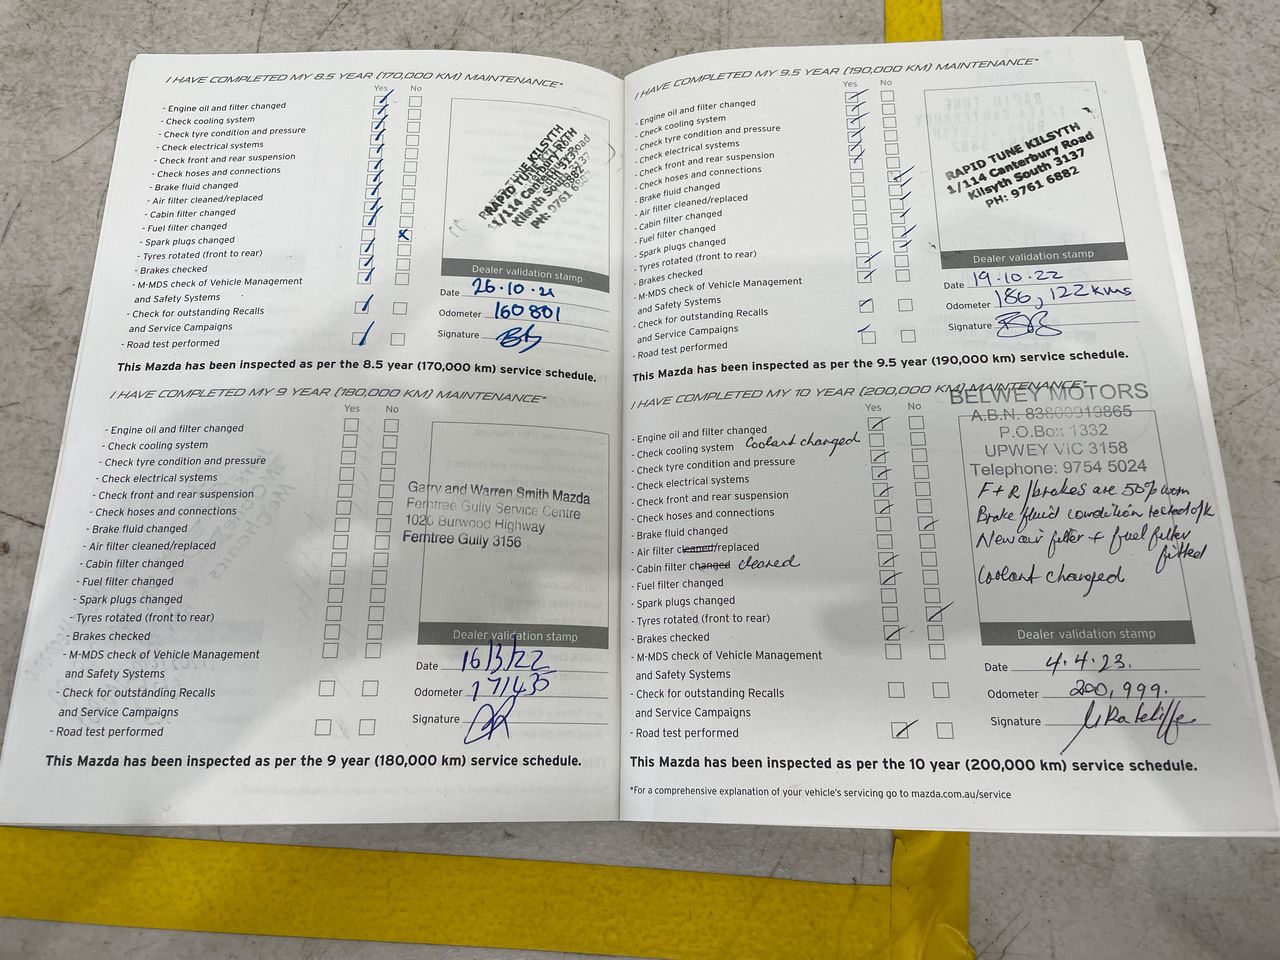 I HAVE COMPLETED MY 8.5 YEAR (170,000 KM) MAINTENANCE*
Yes No
- Engine oil and filter changed
- Check cooling system
- Check tyre condition and pressure
- Check electrical systems
- Check front and rear suspension
- Check hoses and connections
- Brake fluid changed
- Air filter cleaned/replaced
- Cabin filter changed
- Fuel filter changed
- Spark plugs changed
- Tyres rotated (front to rear)
- Brakes checked
- M-MDS check of Vehicle Management
and Safety Systems
- Check for outstanding Recalls
and Service Campaigns
- Road test performed
RAPID TUNE KILSYTH
1/114 Canterbury Road
Kilsyth South 3137
PH: 9761 6882
Dealer validation stamp
Date 26.10.21
Odometer 160801
Signature
This Mazda has been inspected as per the 8.5 year (170,000 km) service schedule.
I HAVE COMPLETED MY 9 YEAR (180,000 KM) MAINTENANCE*
Yes No
- Engine oil and filter changed
- Check cooling system
- Check tyre condition and pressure
- Check electrical systems
- Check front and rear suspension
- Check hoses and connections
- Brake fluid changed
- Air filter cleaned/replaced
- Cabin filter changed
- Fuel filter changed
- Spark plugs changed
- Tyres rotated (front to rear)
- Brakes checked
- M-MDS check of Vehicle Management
and Safety Systems
- Check for outstanding Recalls
and Service Campaigns
- Road test performed
Garry and Warren Smith Mazda
Ferntree Gully Service Centre
1020 Burwood Highway
Ferntree Gully 3156
Dealer validation stamp
Date 16/3/22
Odometer 171435
Signature
This Mazda has been inspected as per the 9 year (180,000 km) service schedule.
I HAVE COMPLETED MY 9.5 YEAR (190,000 KM) MAINTENANCE*
Yes No
- Engine oil and filter changed
- Check cooling system
- Check tyre condition and pressure
- Check electrical systems
- Check front and rear suspension
- Check hoses and connections
- Brake fluid changed
- Air filter cleaned/replaced
- Cabin filter changed
- Fuel filter changed
- Spark plugs changed
- Tyres rotated (front to rear)
- Brakes checked
- M-MDS check of Vehicle Management
and Safety Systems
- Check for outstanding Recalls
and Service Campaigns
- Road test performed
RAPID TUNE KILSYTH
1/114 Canterbury Road
Kilsyth South 3137
PH: 9761 6882
Dealer validation stamp
Date 19.10.22
Odometer 186,122 kms
Signature
This Mazda has been inspected as per the 9.5 year (190,000 km) service schedule.
I HAVE COMPLETED MY 10 YEAR (200,000 KM) MAINTENANCE*
Yes No
- Engine oil and filter changed
- Check cooling system Coolant changed
- Check tyre condition and pressure
- Check electrical systems
- Check front and rear suspension
- Check hoses and connections
- Brake fluid changed
- Air filter cleaned/replaced
- Cabin filter changed cleaned
- Fuel filter changed
- Spark plugs changed
- Tyres rotated (front to rear)
- Brakes checked
- M-MDS check of Vehicle Management
and Safety Systems
- Check for outstanding Recalls
and Service Campaigns
- Road test performed
BELWEY MOTORS
A.B.N. 83800919865
P.O.Box 1332
UPWEY VIC 3158
Telephone: 9754 5024
F + R/brakes are 50% worn
Brake fluid condition tested ok
New air filter + fuel filter
fitted
Coolant changed
Dealer validation stamp
Date 4.4.23.
Odometer 200,999.
Signature
This Mazda has been inspected as per the 10 year (200,000 km) service schedule.
*For a comprehensive explanation of your vehicle's servicing go to mazda.com.au/service